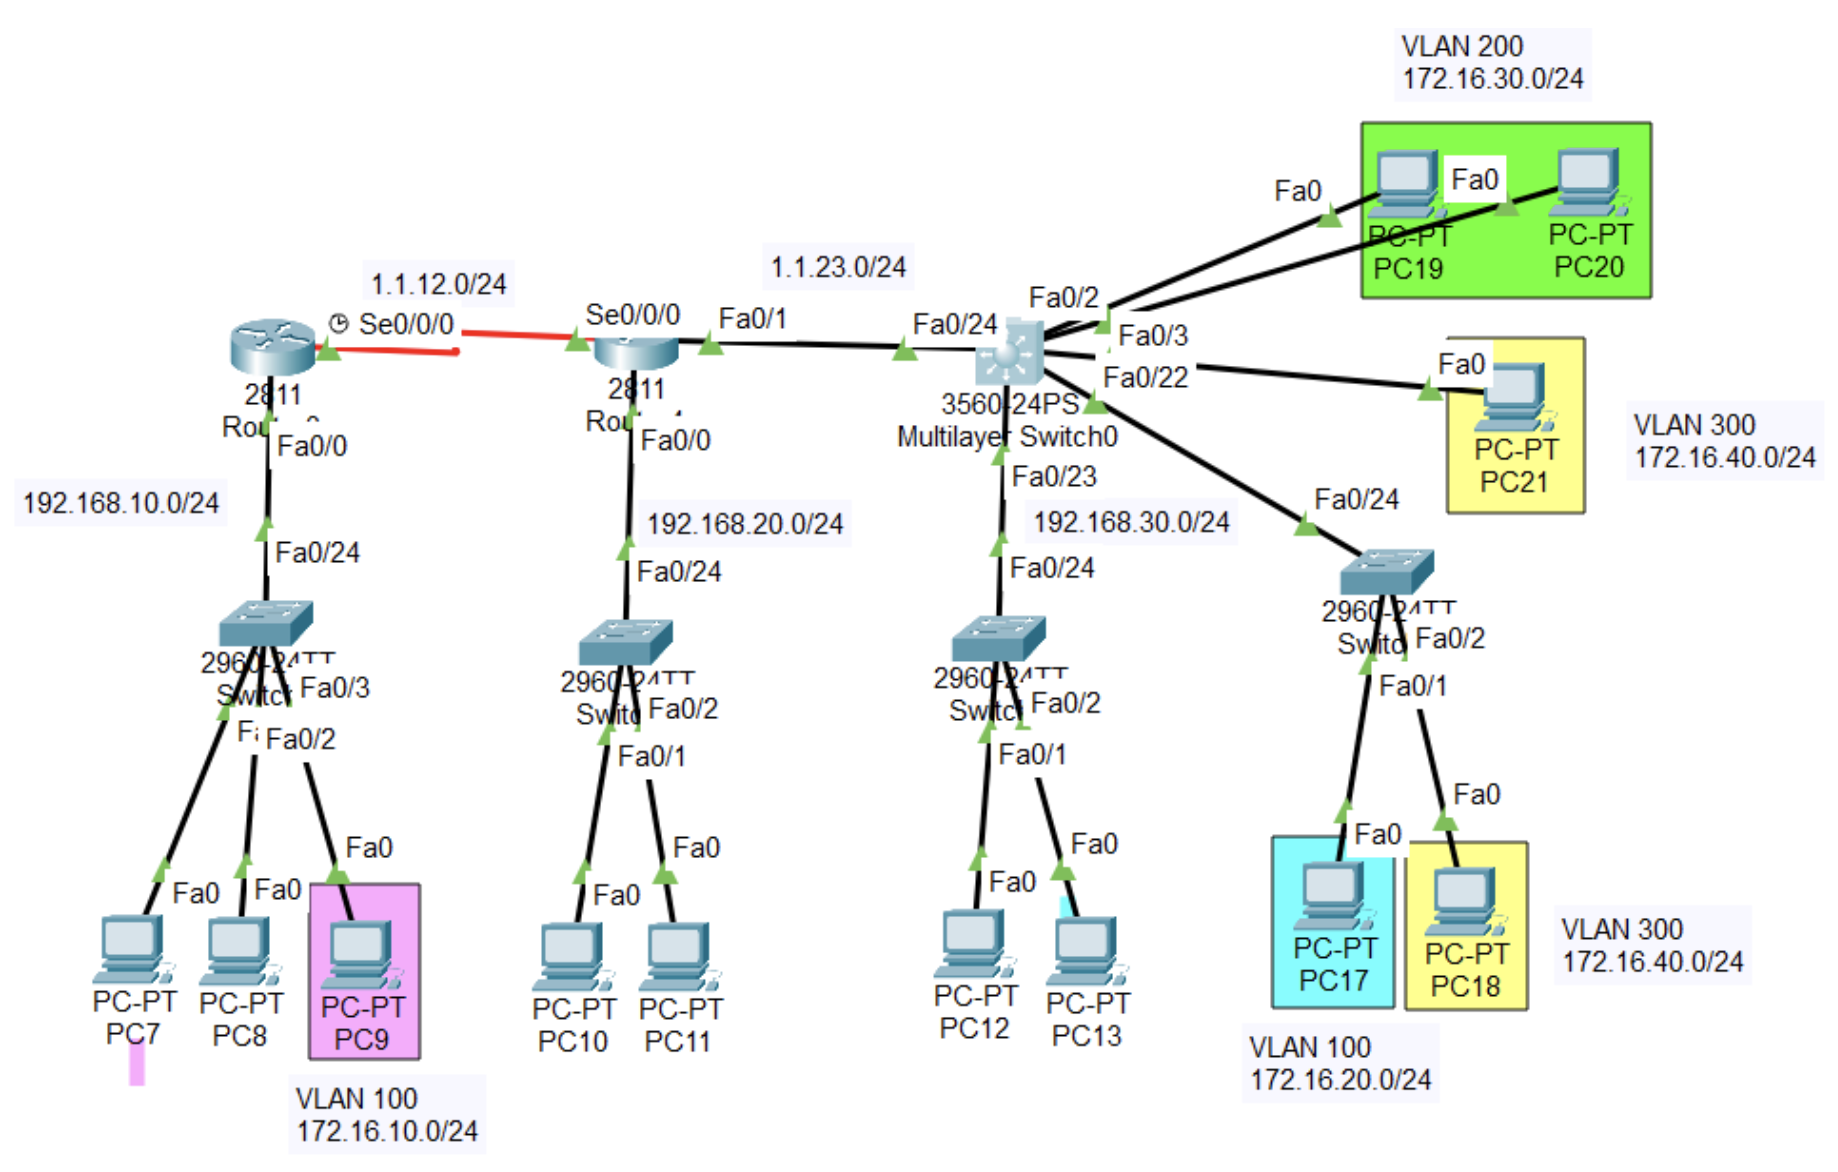 VLAN 200
172.16.30.0/24
Fa0
Fa0
PC-PT
PC19
PC-PT
PC20
1.1.12.0/24
1.1.23.0/24
Se0/0/0
Se0/0/0
Fa0/1
Fa0/24
Fa0/2
Fa0/3
Fa0/22
2811
Fa0/0
2811
Fa0/0
3560-24PS
Multilayer Switch0
Fa0/23
Fa0
PC-PT
PC21
VLAN 300
172.16.40.0/24
192.168.10.0/24
192.168.20.0/24
192.168.30.0/24
Fa0/24
Fa0/24
Fa0/24
Fa0/24
2960-24TT
Fa0/3
Fa0/2
2960-24TT
Fa0/2
Fa0/1
2960-24TT
Fa0/2
Fa0/1
2960-24TT
Fa0/2
Fa0/1
Fa0
Fa0
Fa0
PC-PT
PC7
PC-PT
PC8
PC-PT
PC9
Fa0
Fa0
PC-PT
PC10
PC-PT
PC11
Fa0
Fa0
PC-PT
PC12
PC-PT
PC13
Fa0
Fa0
PC-PT
PC17
PC-PT
PC18
VLAN 300
172.16.40.0/24
VLAN 100
172.16.20.0/24
VLAN 100
172.16.10.0/24